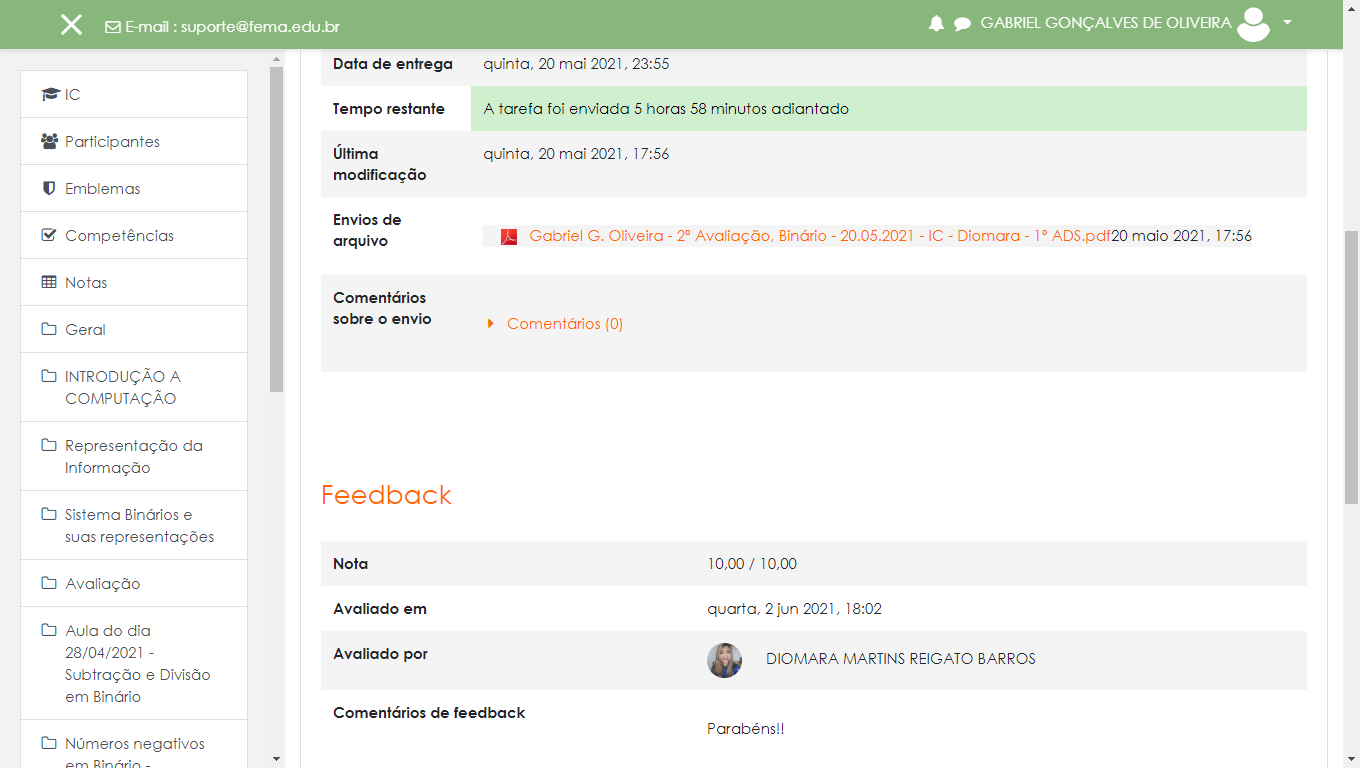 E-mail : suporte@fema.edu.br
GABRIEL GONÇALVES DE OLIVEIRA
IC
Participantes
Emblemas
Competências
Notas
Geral
INTRODUÇÃO A
COMPUTAÇÃO
Representação da
Informação
Sistema Binários e
suas representações
Avaliação
Aula do dia
28/04/2021 -
Subtração e Divisão
em Binário
Números negativos
em Binário -
Data de entrega
quinta, 20 mai 2021, 23:55
Tempo restante
A tarefa foi enviada 5 horas 58 minutos adiantado
Última
modificação
quinta, 20 mai 2021, 17:56
Envios de
arquivo
Gabriel G. Oliveira - 2ª Avaliação, Binário - 20.05.2021 - IC - Diomara - 1º ADS.pdf20 maio 2021, 17:56
Comentários
sobre o envio
Comentários (0)
Feedback
Nota
10,00 / 10,00
Avaliado em
quarta, 2 jun 2021, 18:02
Avaliado por
DIOMARA MARTINS REIGATO BARROS
Comentários de feedback
Parabéns!!